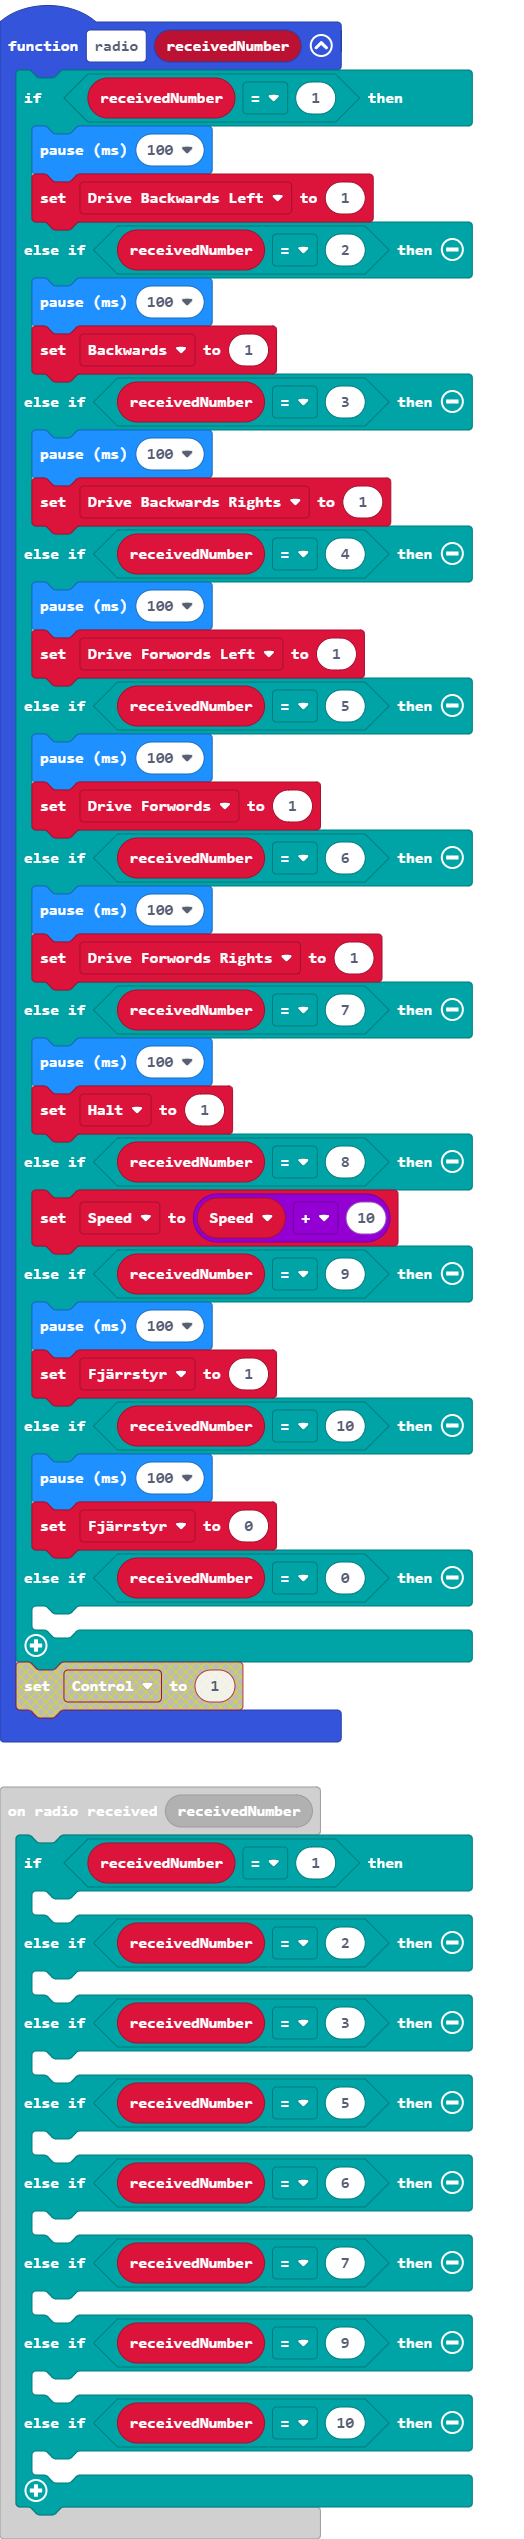 function radio receivedNumber
if receivedNumber = 1 then
pause (ms) 100
set Drive Backwards Left to 1
else if receivedNumber = 2 then
pause (ms) 100
set Backwards to 1
else if receivedNumber = 3 then
pause (ms) 100
set Drive Backwards Rights to 1
else if receivedNumber = 4 then
pause (ms) 100
set Drive Forwords Left to 1
else if receivedNumber = 5 then
pause (ms) 100
set Drive Forwords to 1
else if receivedNumber = 6 then
pause (ms) 100
set Drive Forwords Rights to 1
else if receivedNumber = 7 then
pause (ms) 100
set Halt to 1
else if receivedNumber = 8 then
set Speed to Speed + 10
else if receivedNumber = 9 then
pause (ms) 100
set Fjärrstyr to 1
else if receivedNumber = 10 then
pause (ms) 100
set Fjärrstyr to 0
else if receivedNumber = 0 then
set Control to 1
on radio received receivedNumber
if receivedNumber = 1 then
else if receivedNumber = 2 then
else if receivedNumber = 3 then
else if receivedNumber = 5 then
else if receivedNumber = 6 then
else if receivedNumber = 7 then
else if receivedNumber = 9 then
else if receivedNumber = 10 then